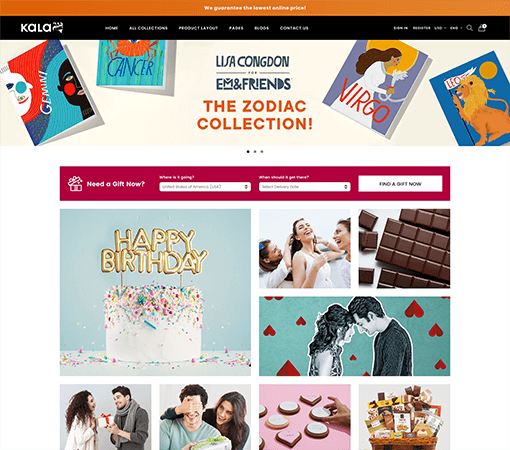 We guarantee the lowest online price!
KALA
HOME ALL COLLECTIONS PRODUCT LAYOUT PAGES BLOGS CONTACT US
SIGN IN REGISTER USD ENG
GEMINI
CANCER
LISA CONGDON
FOR
EM&FRIENDS
THE ZODIAC
COLLECTION!
VIRGO
LEO
Need a Gift Now?
Where is it going?
United States of America (USA)
When should it get there?
Select Delivery Date
FIND A GIFT NOW
HAPPY
BIRTHDAY